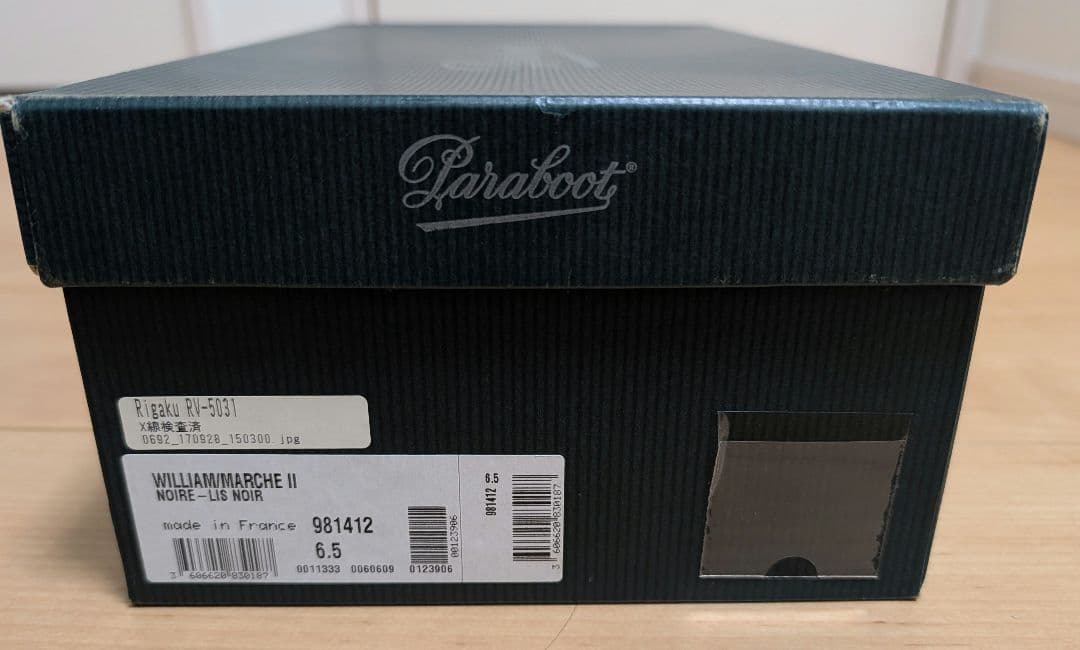 Paraboot®
Rigaku RV-5031
X線検査済
0692_170928_150300.jpg
WILLIAM/MARCHE II
NOIRE-LIS NOIR
made in France 981412
6.5
3 606620 830187
0011333 0060609 0123906
00123906
981412 6.5
3 606620 830187